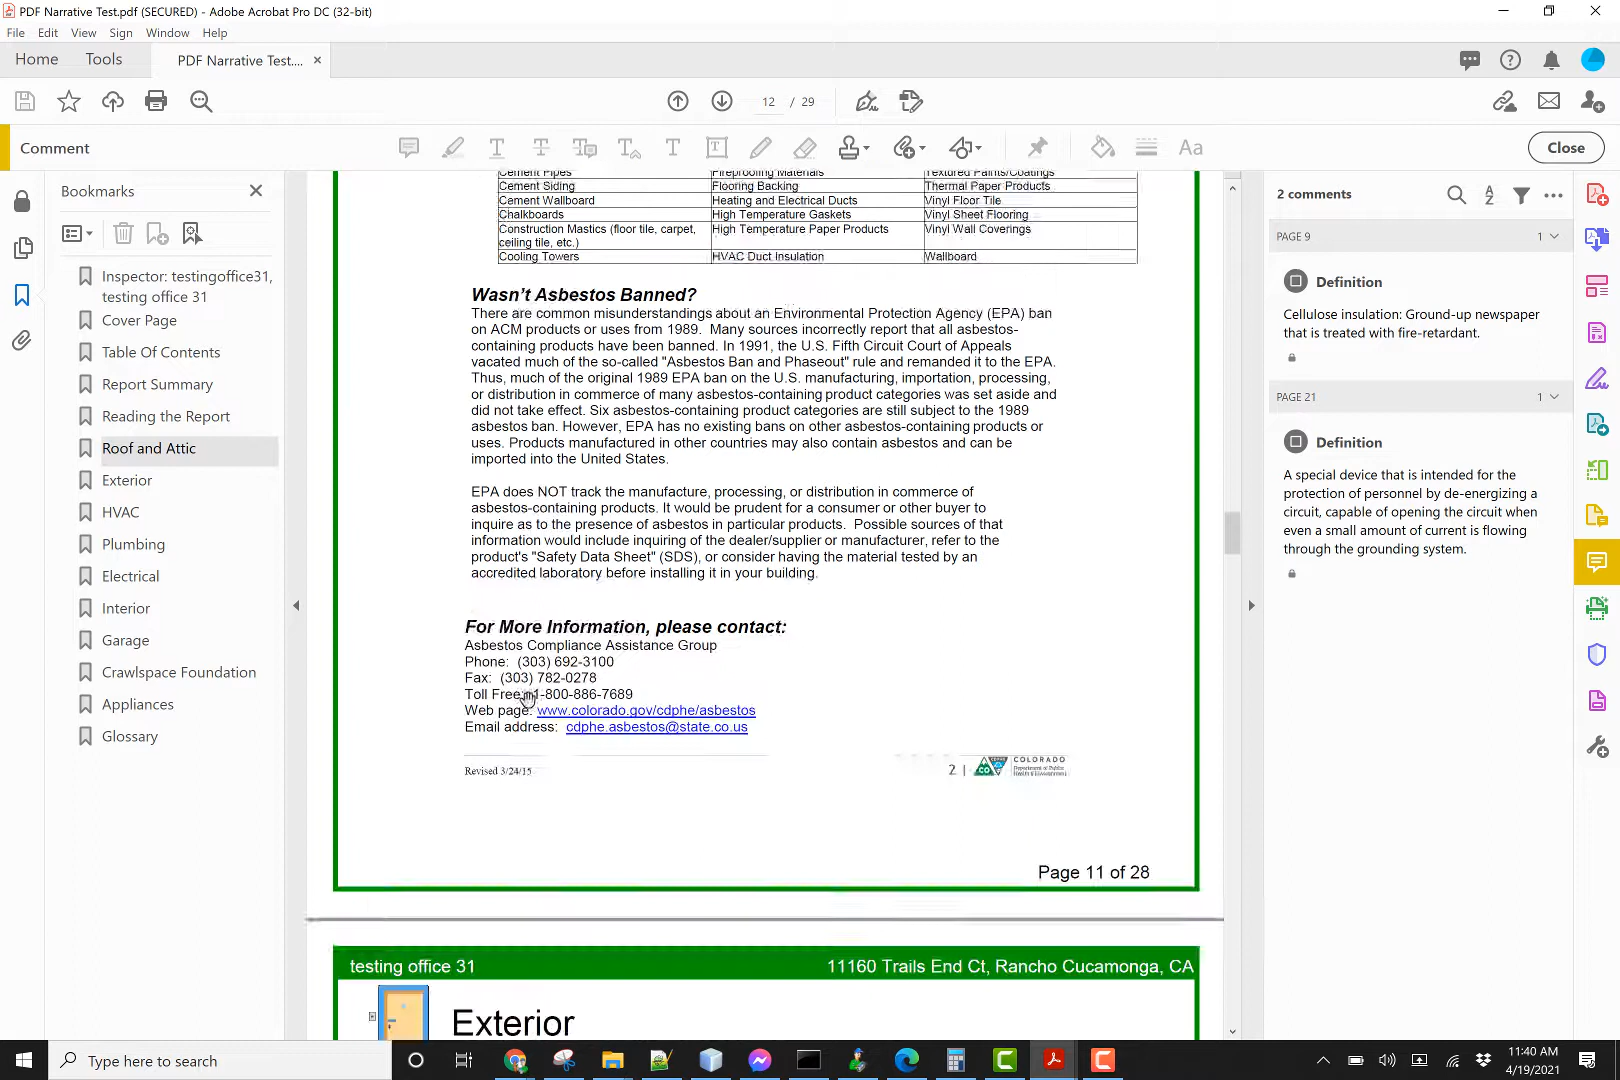 PDF Narrative Test.pdf (SECURED) - Adobe Acrobat Pro DC (32-bit)
File Edit View Sign Window Help
Home Tools PDF Narrative Test.... ×
12 / 29
Comment
Close
Bookmarks
Inspector: testingoffice31,
testing office 31
Cover Page
Table Of Contents
Report Summary
Reading the Report
Roof and Attic
Exterior
HVAC
Plumbing
Electrical
Interior
Garage
Crawlspace Foundation
Appliances
Glossary
Cement Pipes Fireproofing Materials Textured Paints/Coatings
Cement Siding Flooring Backing Thermal Paper Products
Cement Wallboard Heating and Electrical Ducts Vinyl Floor Tile
Chalkboards High Temperature Gaskets Vinyl Sheet Flooring
Construction Mastics (floor tile, carpet, High Temperature Paper Products Vinyl Wall Coverings
ceiling tile, etc.)
Cooling Towers HVAC Duct Insulation Wallboard
Wasn't Asbestos Banned?
There are common misunderstandings about an Environmental Protection Agency (EPA) ban
on ACM products or uses from 1989. Many sources incorrectly report that all asbestos-
containing products have been banned. In 1991, the U.S. Fifth Circuit Court of Appeals
vacated much of the so-called "Asbestos Ban and Phaseout" rule and remanded it to the EPA.
Thus, much of the original 1989 EPA ban on the U.S. manufacturing, importation, processing,
or distribution in commerce of many asbestos-containing product categories was set aside and
did not take effect. Six asbestos-containing product categories are still subject to the 1989
asbestos ban. However, EPA has no existing bans on other asbestos-containing products or
uses. Products manufactured in other countries may also contain asbestos and can be
imported into the United States.
EPA does NOT track the manufacture, processing, or distribution in commerce of
asbestos-containing products. It would be prudent for a consumer or other buyer to
inquire as to the presence of asbestos in particular products. Possible sources of that
information would include inquiring of the dealer/supplier or manufacturer, refer to the
product's "Safety Data Sheet" (SDS), or consider having the material tested by an
accredited laboratory before installing it in your building.
For More Information, please contact:
Asbestos Compliance Assistance Group
Phone: (303) 692-3100
Fax: (303) 782-0278
Toll Free: 1-800-886-7689
Web page: www.colorado.gov/cdphe/asbestos
Email address: cdphe.asbestos@state.co.us
Revised 3/24/15
2 | CO COLORADO
Department of Public
Health & Environment
Page 11 of 28
testing office 31 11160 Trails End Ct, Rancho Cucamonga, CA
Exterior
2 comments
PAGE 9 1
Definition
Cellulose insulation: Ground-up newspaper
that is treated with fire-retardant.
PAGE 21 1
Definition
A special device that is intended for the
protection of personnel by de-energizing a
circuit, capable of opening the circuit when
even a small amount of current is flowing
through the grounding system.
Type here to search
11:40 AM
4/19/2021